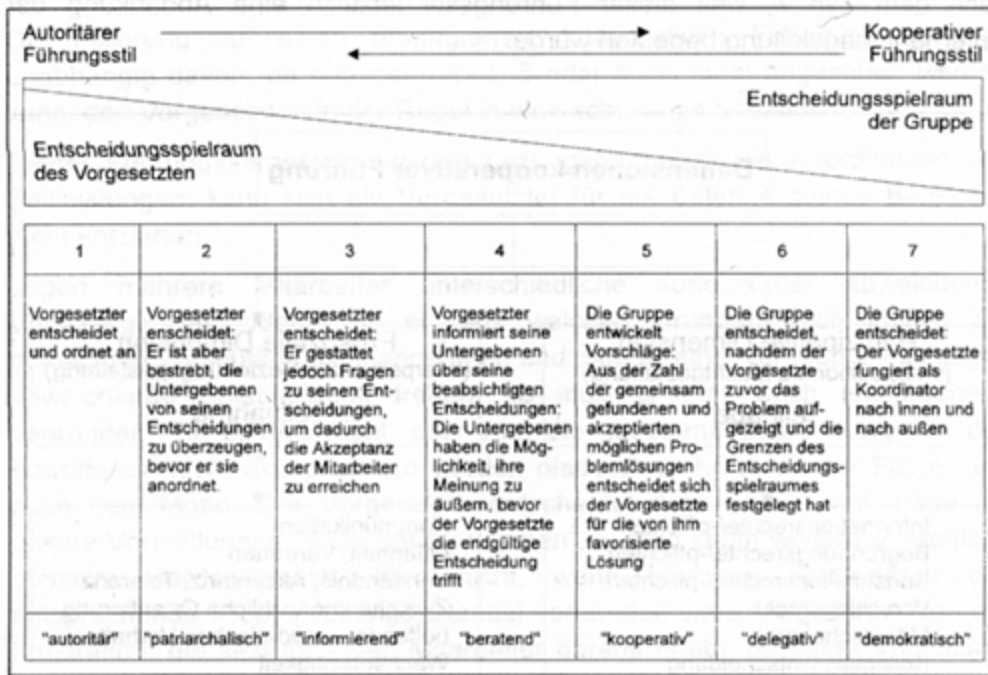 Autoritärer
Führungsstil
Kooperativer
Führungsstil
Entscheidungsspielraum
der Gruppe
Entscheidungsspielraum
des Vorgesetzten
1
2
3
4
5
6
7
Vorgesetzter
entscheidet
und ordnet an
Vorgesetzter
enscheidet:
Er ist aber
bestrebt, die
Untergebenen
von seinen
Entscheidungen
zu überzeugen,
bevor er sie
anordnet.
Vorgesetzter
entscheidet:
Er gestattet
jedoch Fragen
zu seinen Ent-
scheidungen,
um dadurch
die Akzeptanz
der Mitarbeiter
zu erreichen
Vorgesetzter
informiert seine
Untergebenen
über seine
beabsichtigten
Entscheidungen:
Die Untergebenen
haben die Mög-
lichkeit, ihre
Meinung zu
äußern, bevor
der Vorgesetzte
die endgültige
Entscheidung
trifft
Die Gruppe
entwickelt
Vorschläge:
Aus der Zahl
der gemeinsam
gefundenen und
akzeptierten
möglichen Pro-
blemlösungen
entscheidet sich
der Vorgesetzte
für die von ihm
favorisierte
Lösung
Die Gruppe
entscheidet,
nachdem der
Vorgesetzte
zuvor das
Problem auf-
gezeigt und die
Grenzen des
Entscheidungs-
spielraumes
festgelegt hat
Die Gruppe
entscheidet:
Der Vorgesetzte
fungiert als
Koordinator
nach innen und
nach außen
"autoritär"
"patriarchalisch"
"informierend"
"beratend"
"kooperativ"
"delegativ"
"demokratisch"